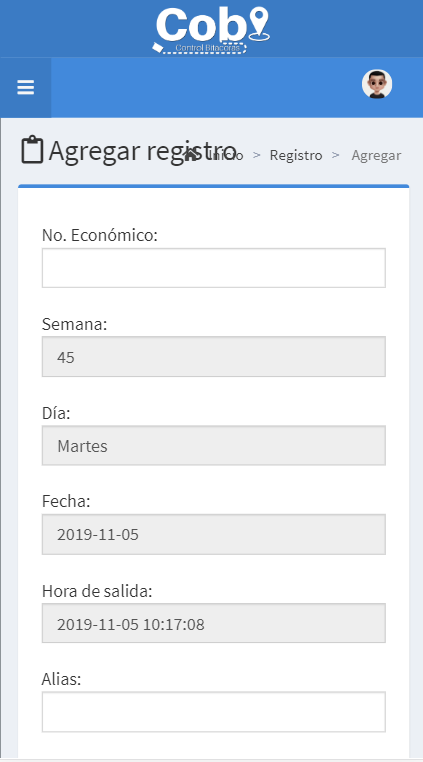 Cobi
Control Bitacoras
Agregar registro
Inicio > Registro > Agregar
No. Económico:
Semana:
45
Día:
Martes
Fecha:
2019-11-05
Hora de salida:
2019-11-05 10:17:08
Alias: